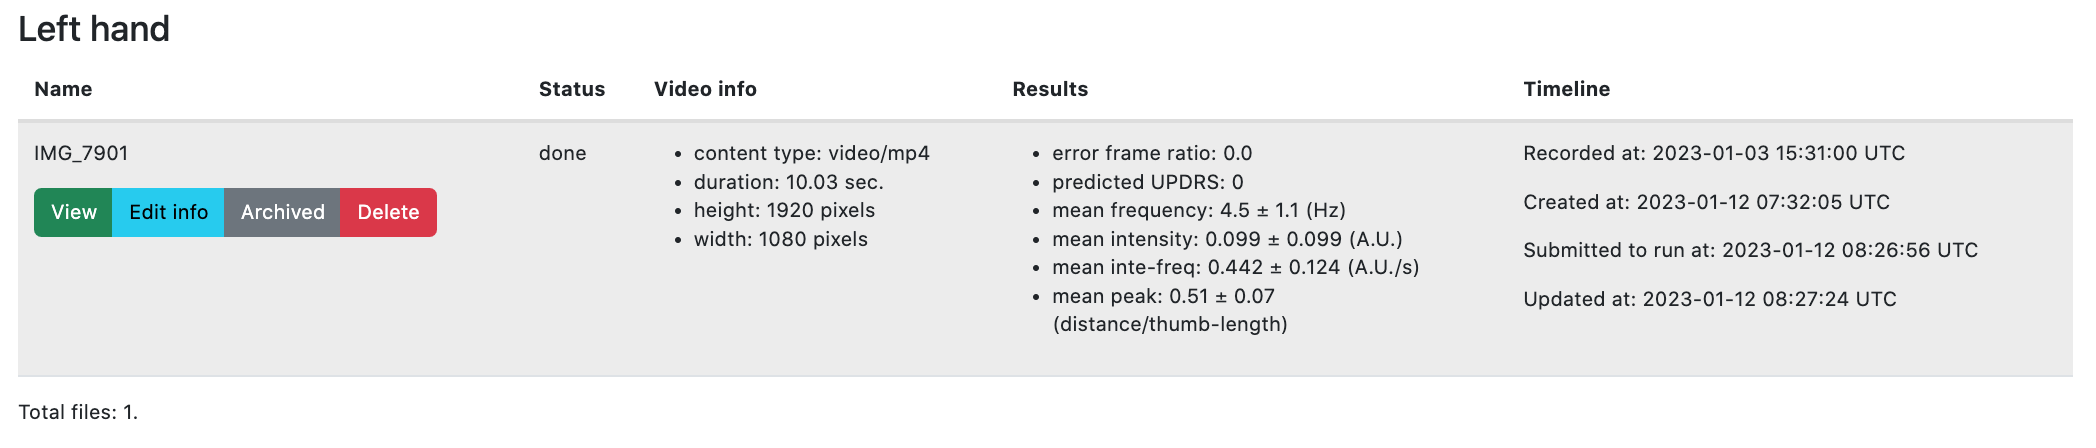 Left hand
Name Status Video info Results Timeline
IMG_7901
View Edit info Archived Delete
done
• content type: video/mp4
• duration: 10.03 sec.
• height: 1920 pixels
• width: 1080 pixels
• error frame ratio: 0.0
• predicted UPDRS: 0
• mean frequency: 4.5 ± 1.1 (Hz)
• mean intensity: 0.099 ± 0.099 (A.U.)
• mean inte-freq: 0.442 ± 0.124 (A.U./s)
• mean peak: 0.51 ± 0.07
(distance/thumb-length)
Recorded at: 2023-01-03 15:31:00 UTC
Created at: 2023-01-12 07:32:05 UTC
Submitted to run at: 2023-01-12 08:26:56 UTC
Updated at: 2023-01-12 08:27:24 UTC
Total files: 1.